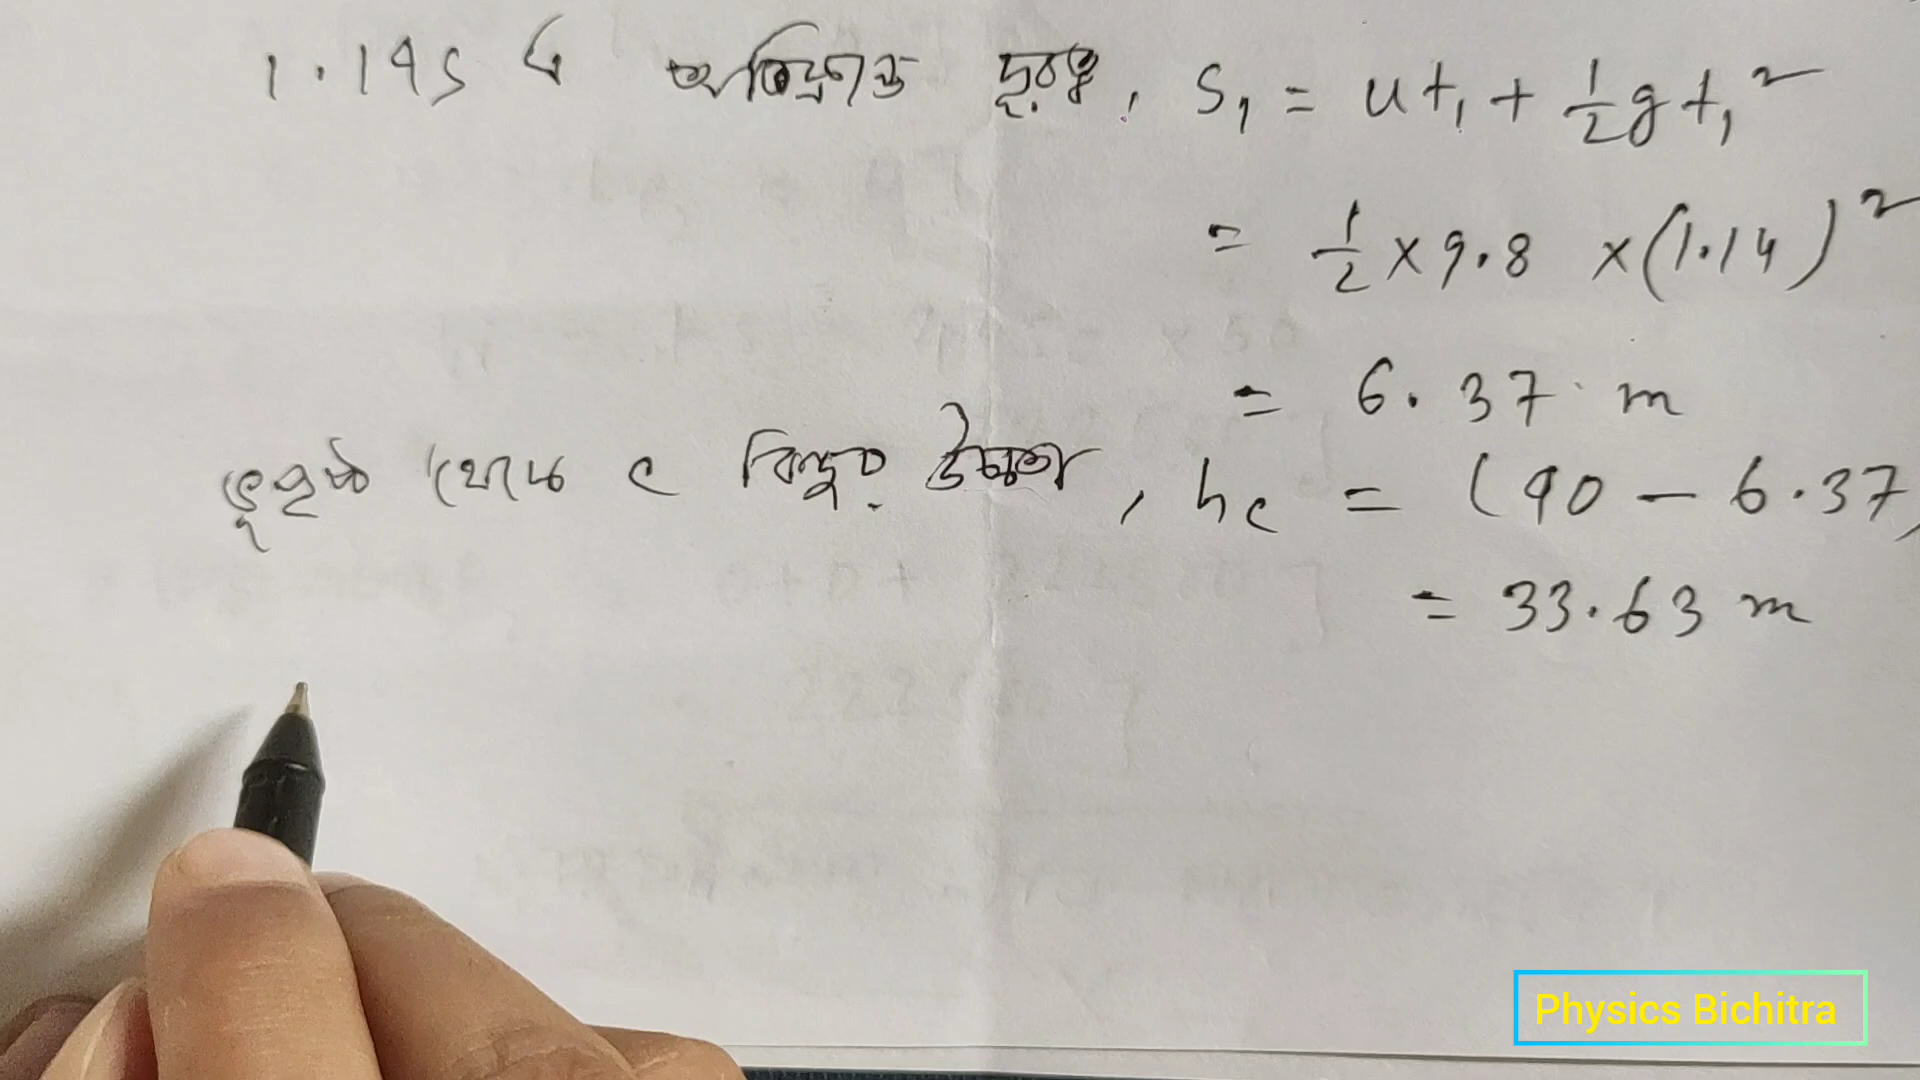 1.14s এ অতিক্রান্ত দূরত্ব, S₁ = ut₁ + ½gt₁²
= ½ × 9.8 × (1.14)²
= 6.37 m
ভূপৃষ্ঠ থেকে C বিন্দুর উচ্চতা, h_c = (40 - 6.37)
= 33.63 m
Physics Bichitra